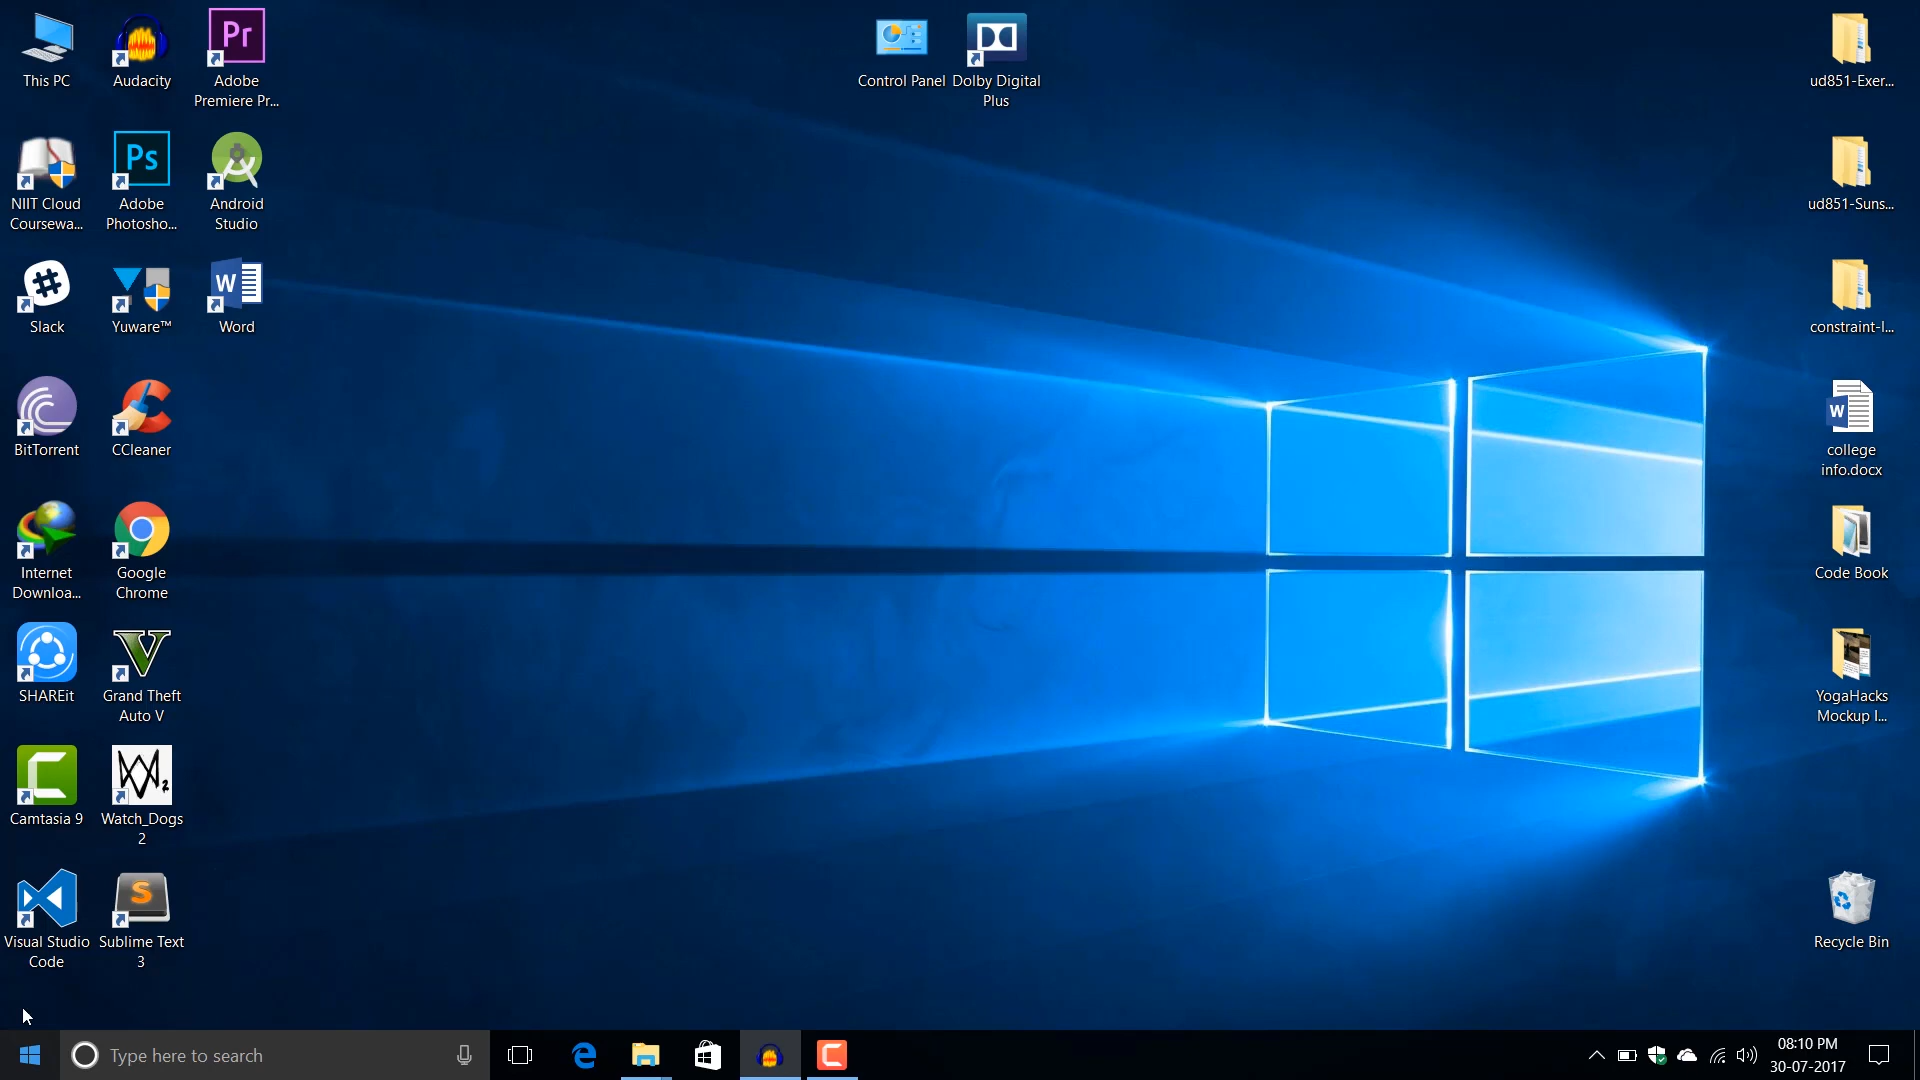 This PC
Audacity
Pr
Adobe
Premiere Pr...
Control Panel
Dolby Digital
Plus
ud851-Exer...
NIIT Cloud
Coursewa...
Ps
Adobe
Photosho...
Android
Studio
ud851-Suns...
Slack
Yuware™
W
Word
constraint-l...
BitTorrent
CCleaner
W
college
info.docx
Internet
Downloa...
Google
Chrome
Code Book
SHAREit
V
Grand Theft
Auto V
YogaHacks
Mockup I...
Camtasia 9
2
Watch_Dogs
2
Visual Studio
Code
S
Sublime Text
3
Recycle Bin
Type here to search
08:10 PM
30-07-2017